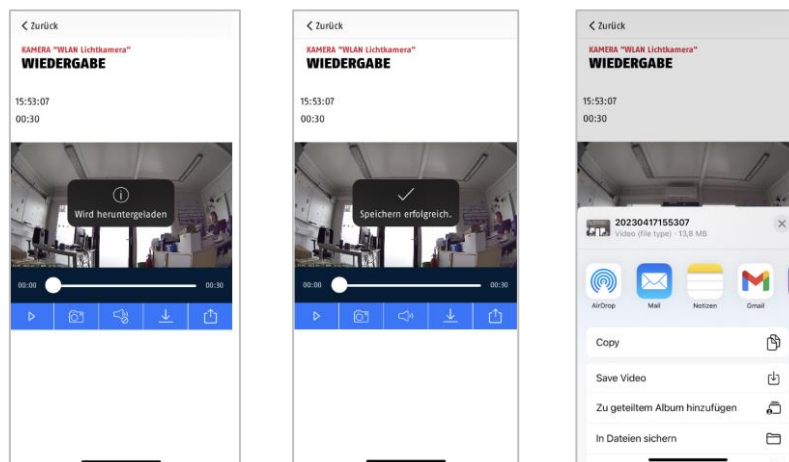 Zurück
KAMERA "WLAN Lichtkamera"
WIEDERGABE
15:53:07
00:30
Wird heruntergeladen
00:00
00:30
Zurück
KAMERA "WLAN Lichtkamera"
WIEDERGABE
15:53:07
00:30
Speichern erfolgreich.
00:00
00:30
Zurück
KAMERA "WLAN Lichtkamera"
WIEDERGABE
15:53:07
00:30
20230417155307
Video (file type) · 13,8 MB
AirDrop
Mail
Notizen
Gmail
Copy
Save Video
Zu geteiltem Album hinzufügen
In Dateien sichern